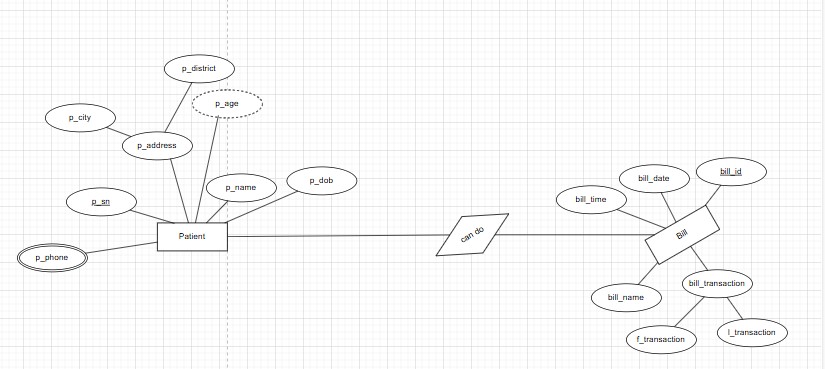 p_district
p_age
p_city
p_address
p_name
p_dob
p_sn
Patient
p_phone
can do
bill_id
bill_date
bill_time
Bill
bill_name
bill_transaction
f_transaction
l_transaction